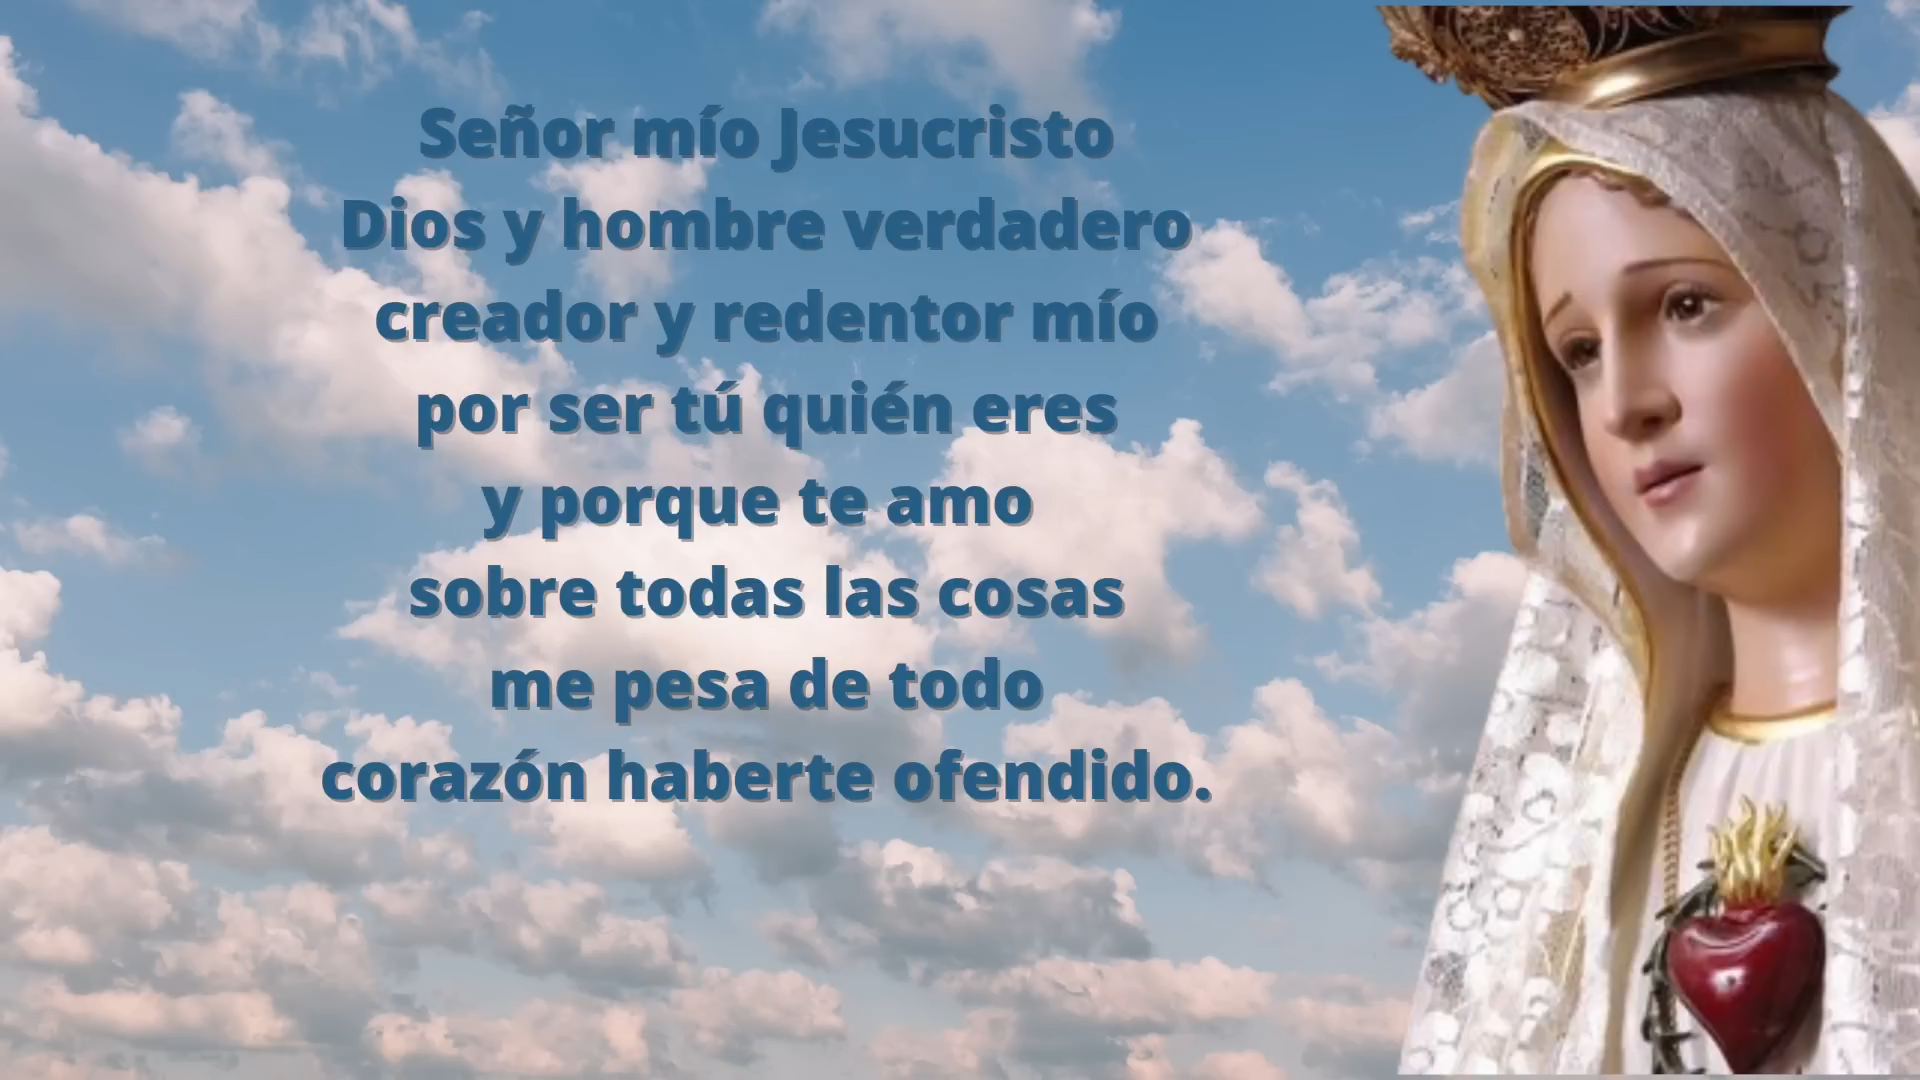 Señor mío Jesucristo
Dios y hombre verdadero
creador y redentor mío
por ser tú quién eres
y porque te amo
sobre todas las cosas
me pesa de todo
corazón haberte ofendido.